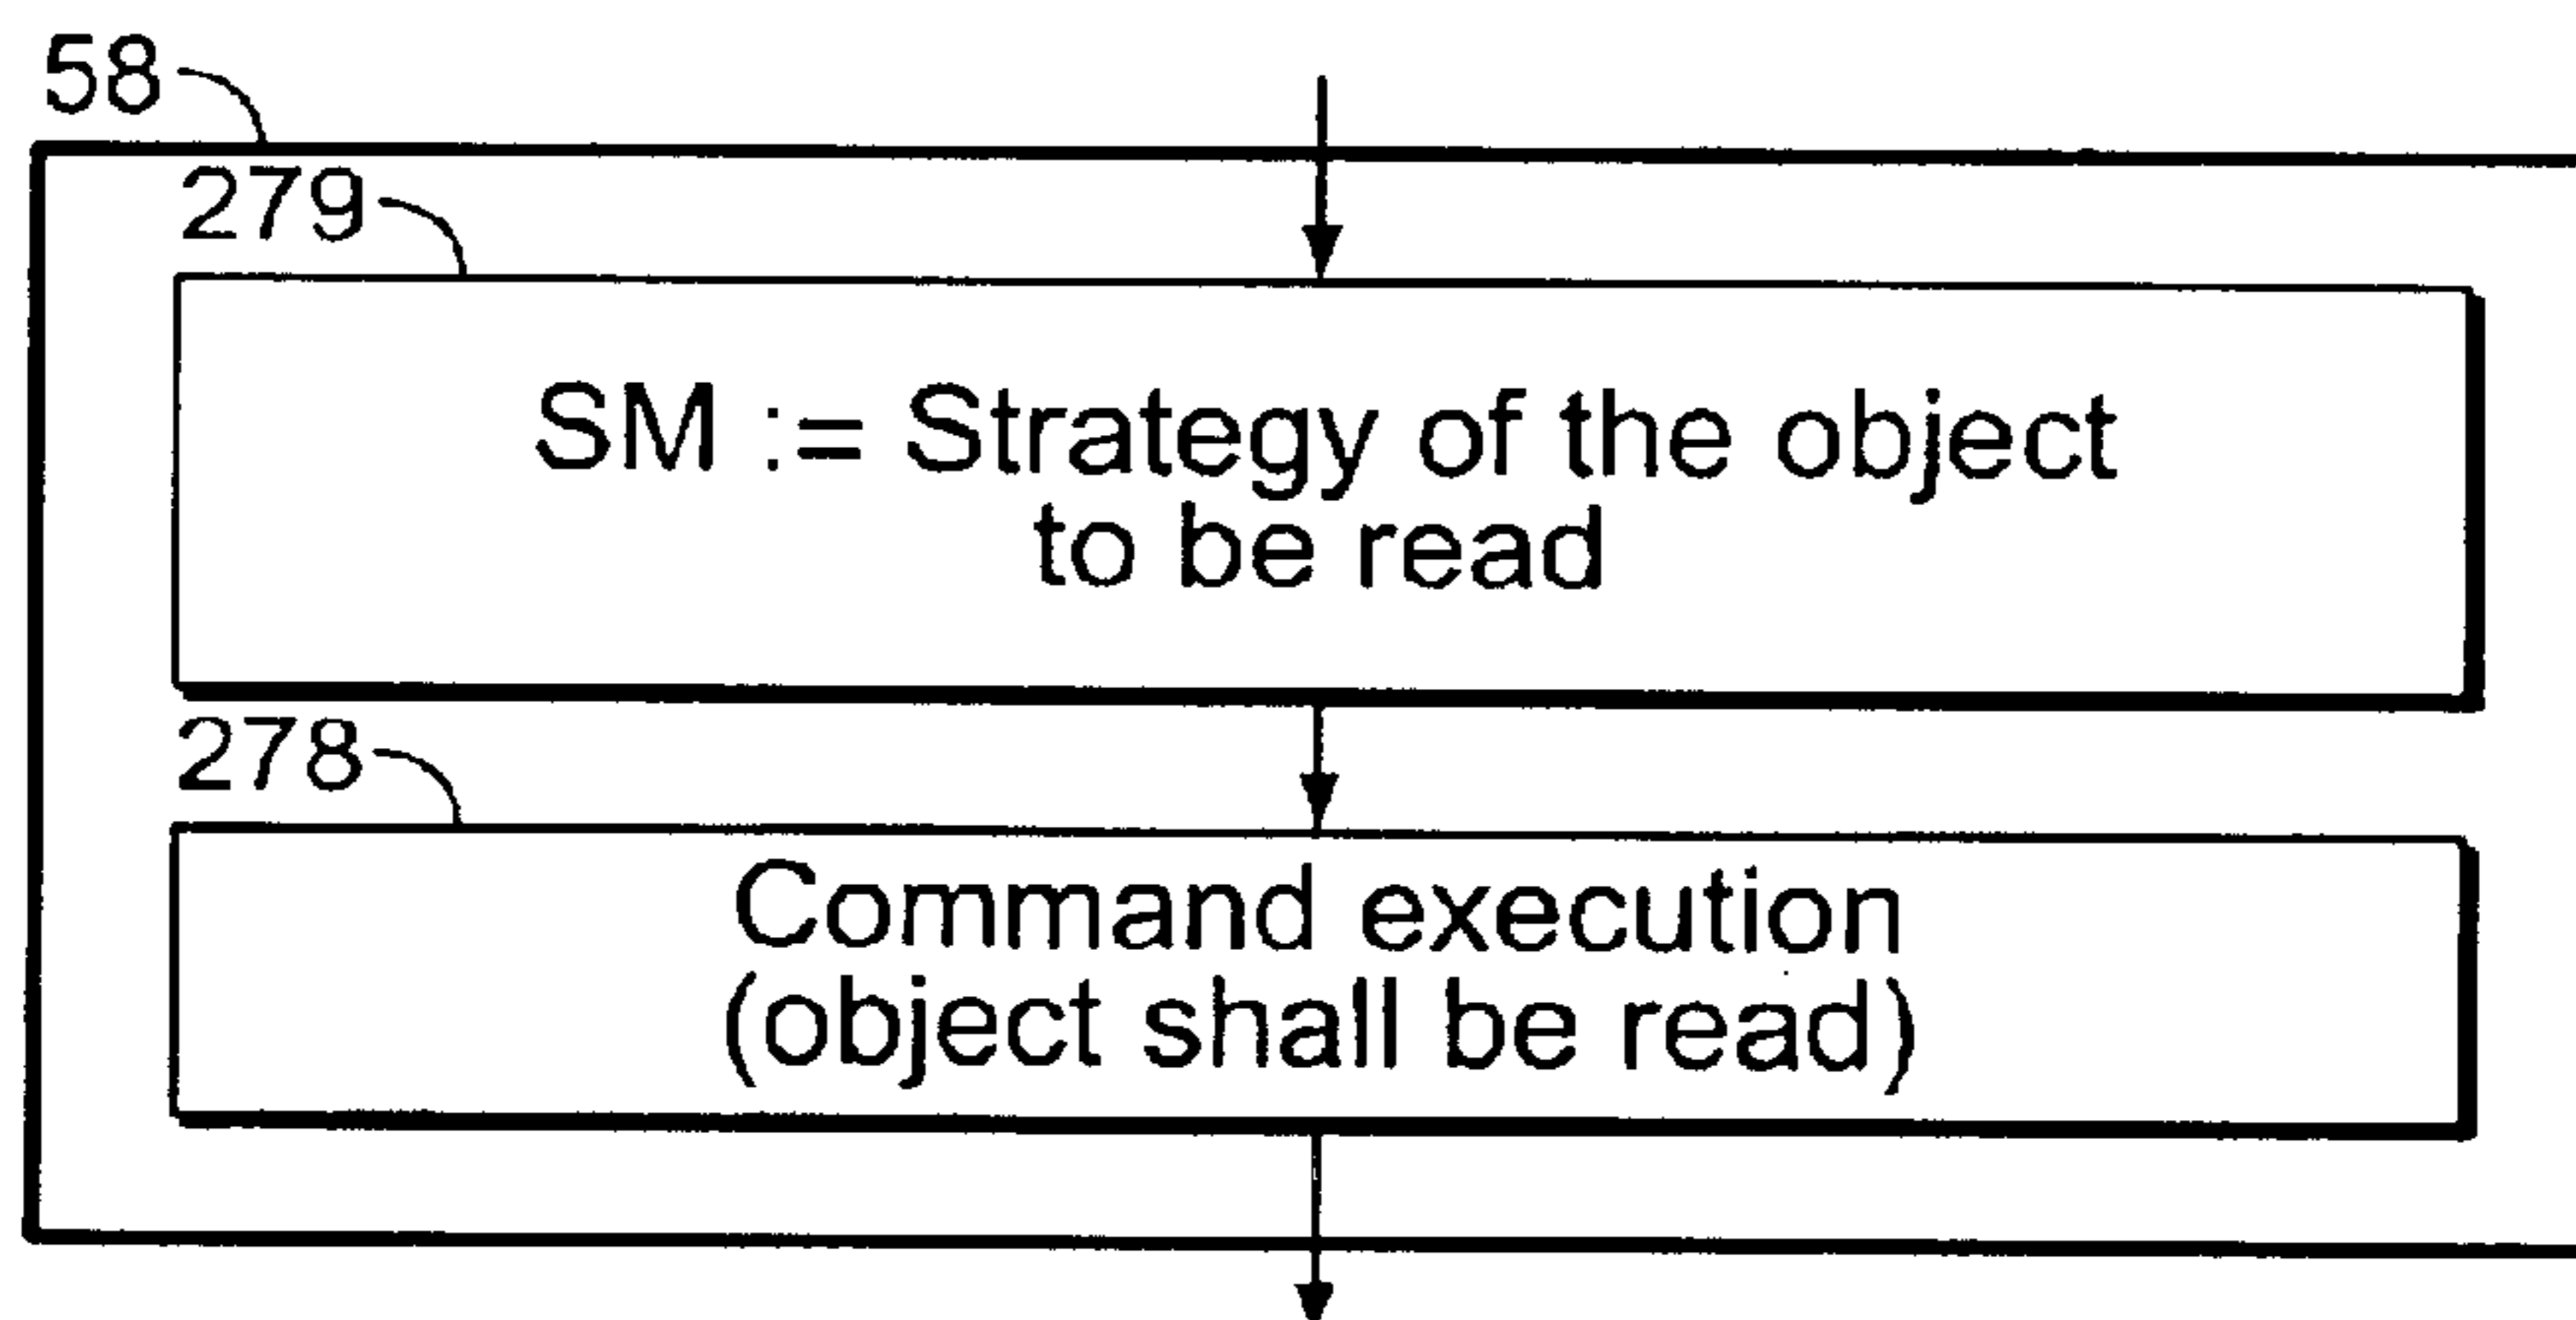 58
279
SM := Strategy of the object
to be read
278
Command execution
(object shall be read)